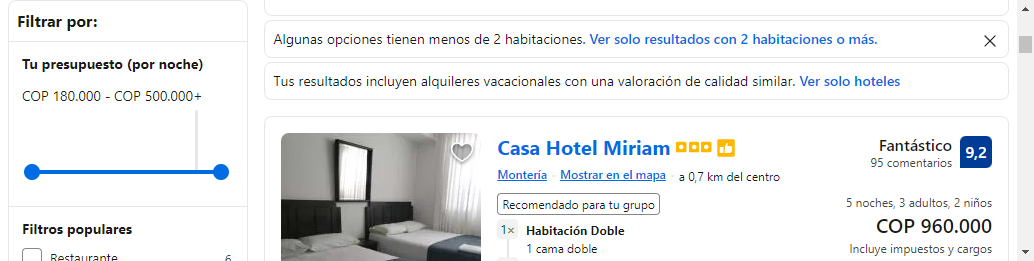 Filtrar por:
Tu presupuesto (por noche)
COP 180.000 - COP 500.000+
Filtros populares
Restaurante 6
Algunas opciones tienen menos de 2 habitaciones. Ver solo resultados con 2 habitaciones o más.
Tus resultados incluyen alquileres vacacionales con una valoración de calidad similar. Ver solo hoteles
Casa Hotel Miriam
Montería · Mostrar en el mapa · a 0,7 km del centro
Recomendado para tu grupo
1× Habitación Doble
1 cama doble
Fantástico 9,2
95 comentarios
5 noches, 3 adultos, 2 niños
COP 960.000
Incluye impuestos y cargos